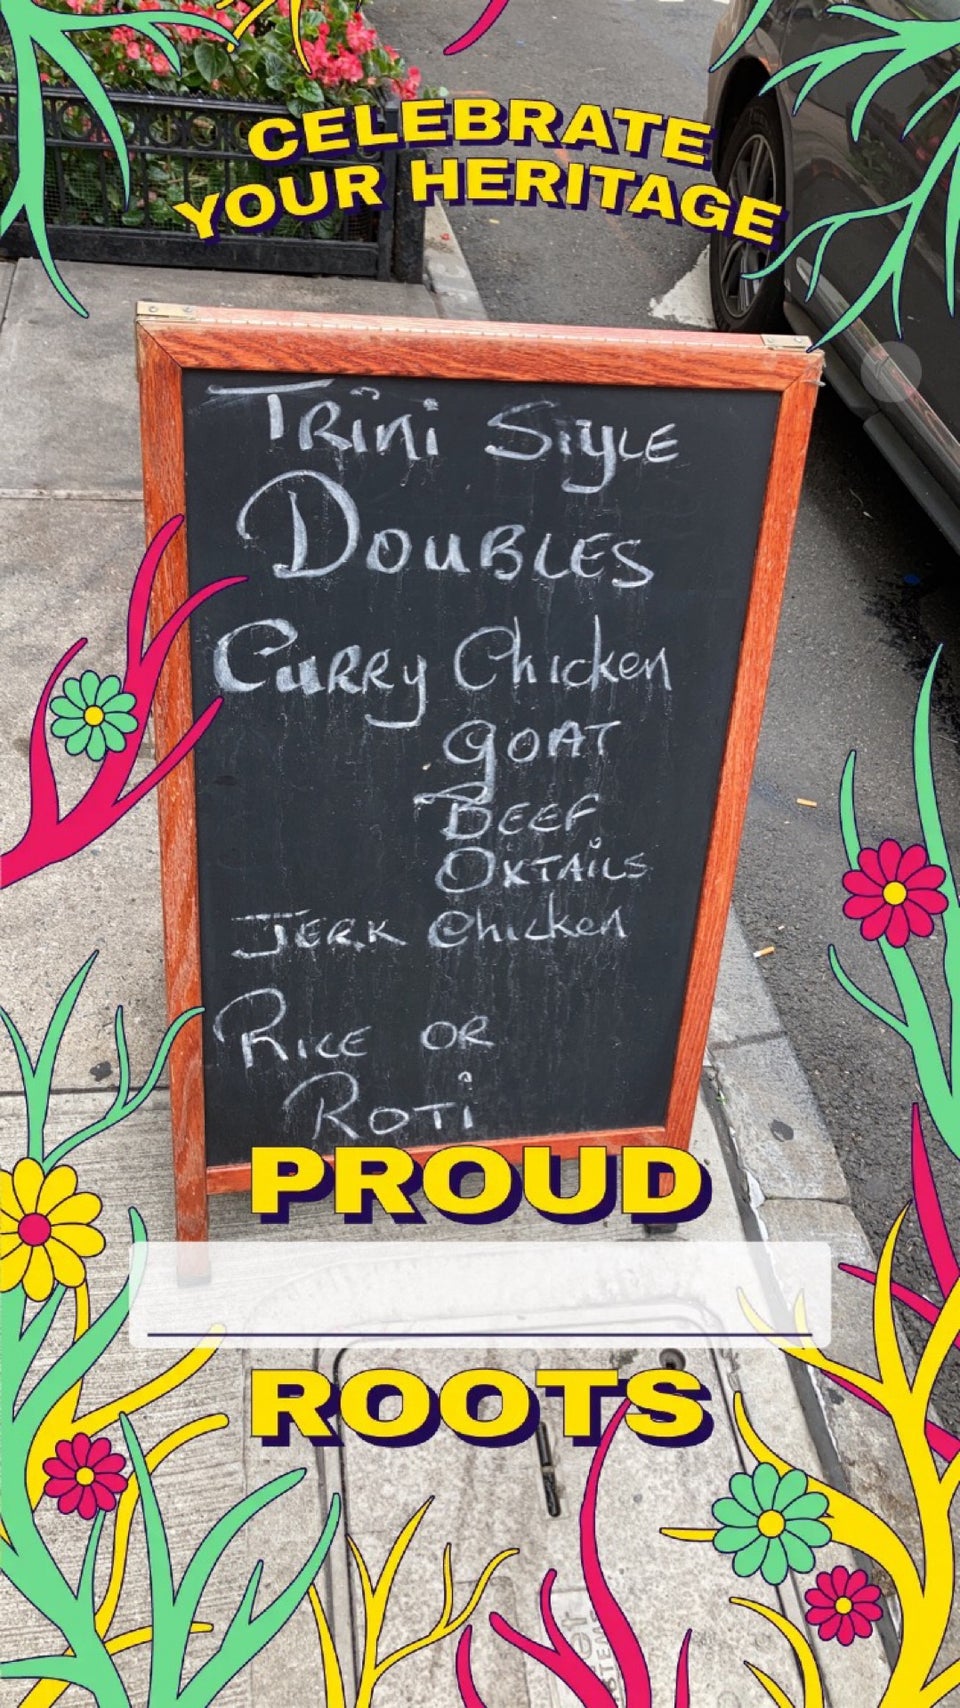 CELEBRATE
YOUR HERITAGE
TRini STyLE
DOUBLES
CURRy Chicken
gOAT
BEEF
OXTAiLS
JERK Chicken
RICE OR
ROTi
PROUD
ROOTS